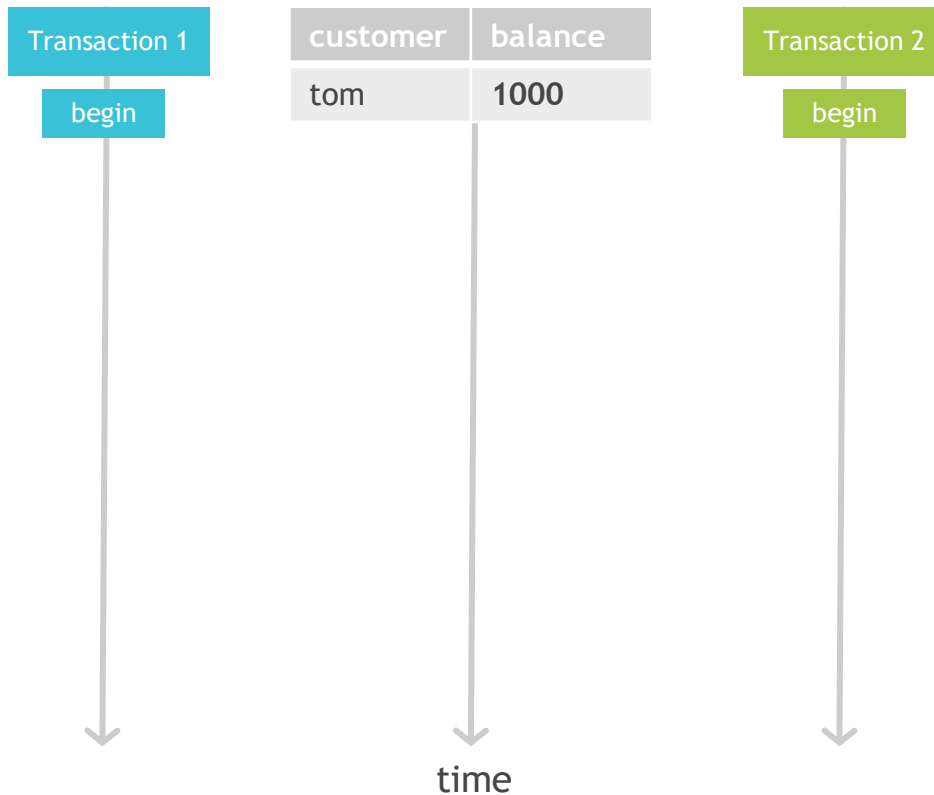 Transaction 1
customer balance
Transaction 2
begin
tom 1000
begin
time